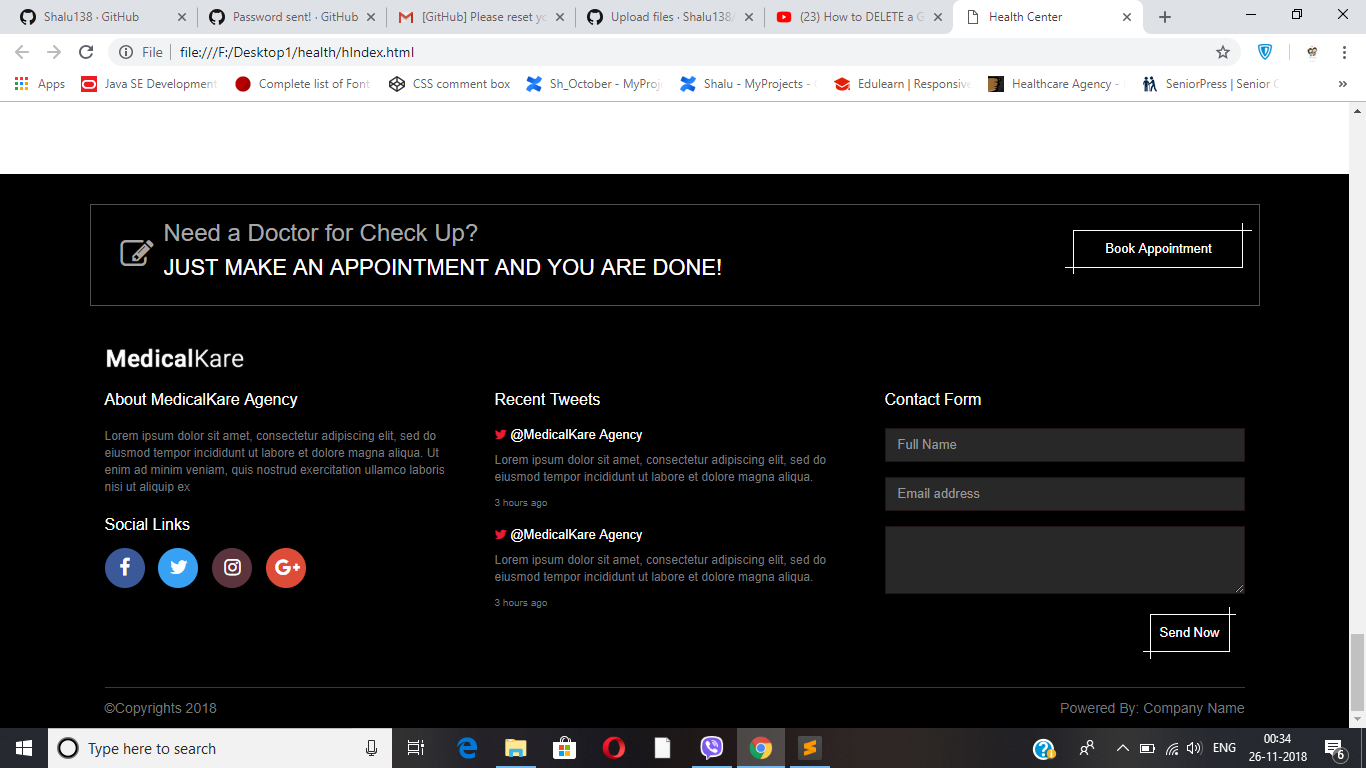 Shalu138 · GitHub
Password sent! · GitHub
[GitHub] Please reset yo
Upload files · Shalu138/
(23) How to DELETE a G
Health Center
File
file:///F:/Desktop1/health/hIndex.html
Apps
Java SE Development
Complete list of Font
CSS comment box
Sh_October - MyProj
Shalu - MyProjects -
Edulearn | Responsive
Healthcare Agency -
SeniorPress | Senior C
»
Need a Doctor for Check Up?
JUST MAKE AN APPOINTMENT AND YOU ARE DONE!
Book Appointment
MedicalKare
About MedicalKare Agency
Lorem ipsum dolor sit amet, consectetur adipiscing elit, sed do
eiusmod tempor incididunt ut labore et dolore magna aliqua. Ut
enim ad minim veniam, quis nostrud exercitation ullamco laboris
nisi ut aliquip ex
Social Links
Recent Tweets
@MedicalKare Agency
Lorem ipsum dolor sit amet, consectetur adipiscing elit, sed do
eiusmod tempor incididunt ut labore et dolore magna aliqua.
3 hours ago
@MedicalKare Agency
Lorem ipsum dolor sit amet, consectetur adipiscing elit, sed do
eiusmod tempor incididunt ut labore et dolore magna aliqua.
3 hours ago
Contact Form
Full Name
Email address
Send Now
©Copyrights 2018
Powered By: Company Name
Type here to search
ENG
00:34
26-11-2018
6